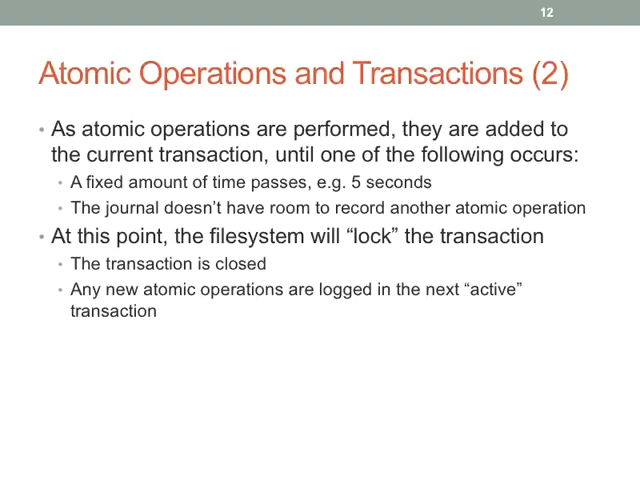 12
Atomic Operations and Transactions (2)
• As atomic operations are performed, they are added to
the current transaction, until one of the following occurs:
• A fixed amount of time passes, e.g. 5 seconds
• The journal doesn’t have room to record another atomic operation
• At this point, the filesystem will “lock” the transaction
• The transaction is closed
• Any new atomic operations are logged in the next “active”
transaction